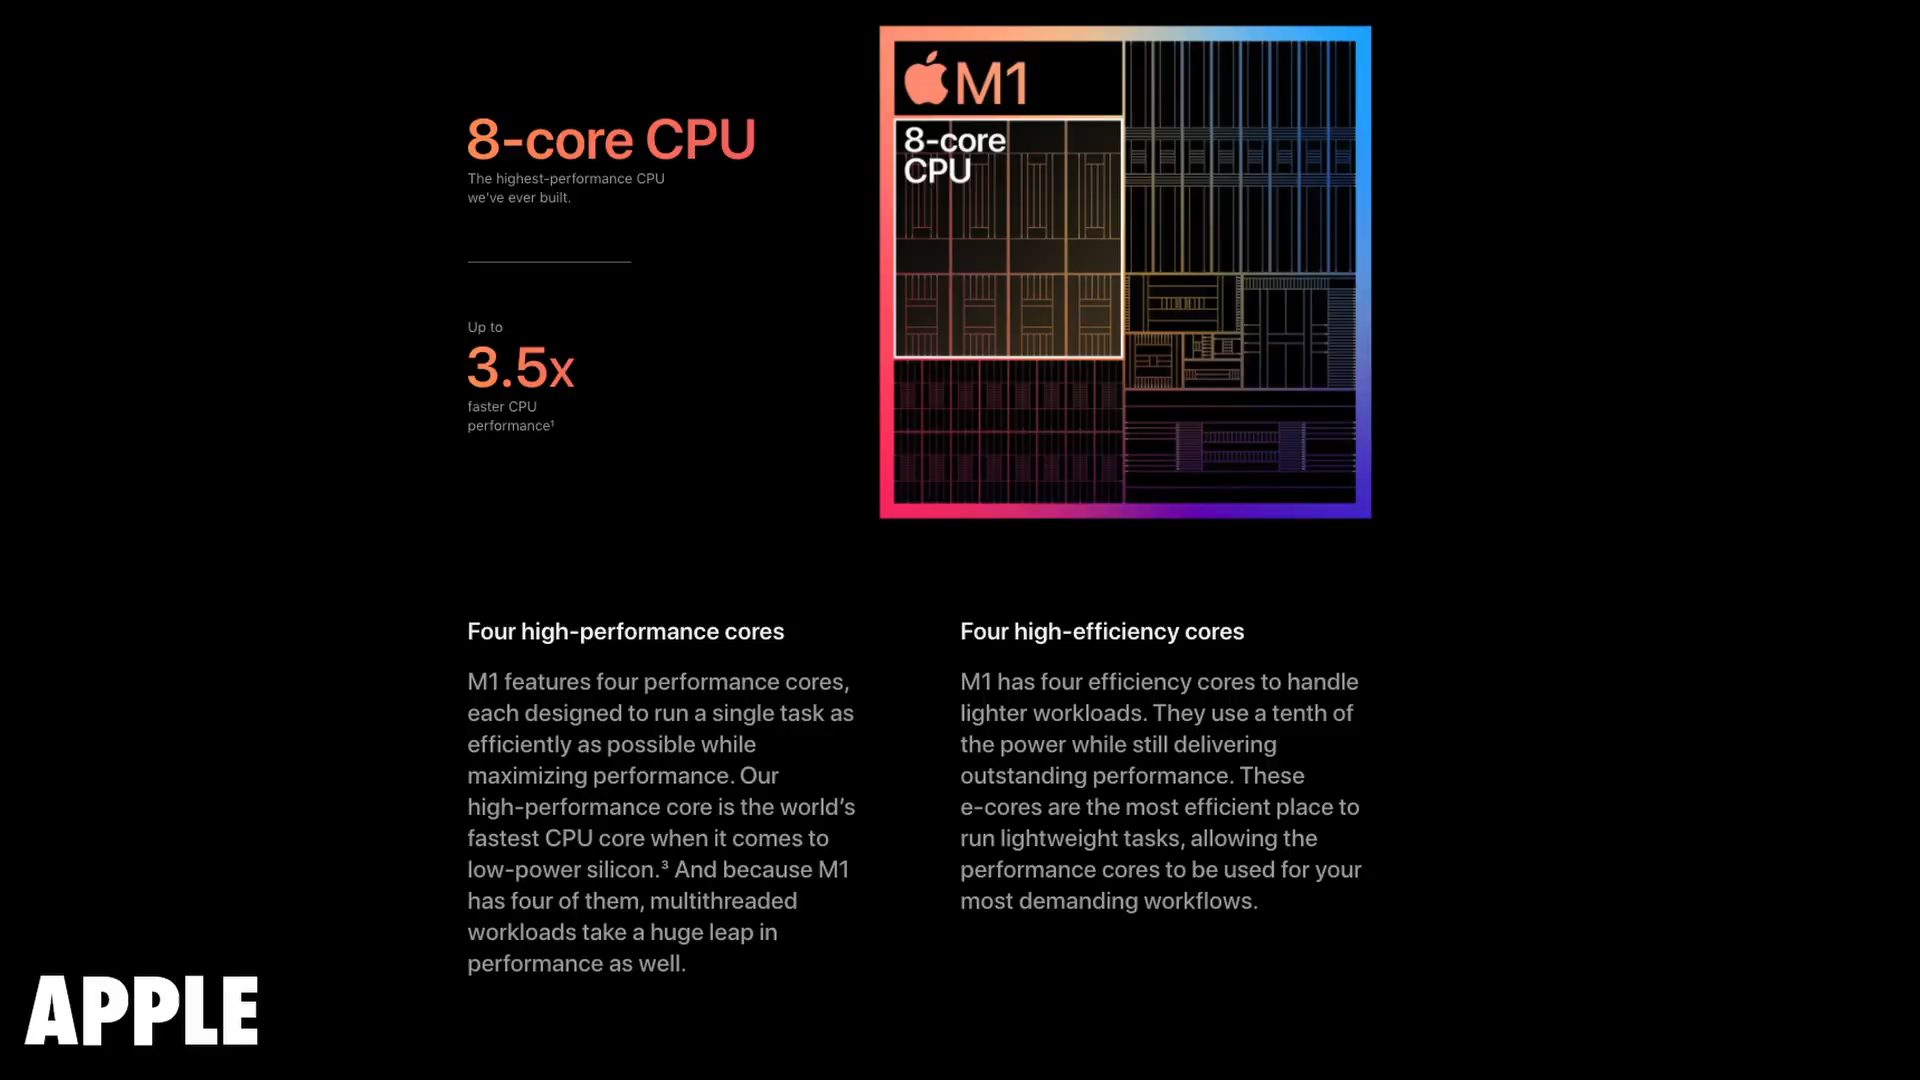 8-core CPU
The highest-performance CPU
we’ve ever built.
Up to
3.5x
faster CPU
performance¹
M1
8-core
CPU
Four high-performance cores
M1 features four performance cores,
each designed to run a single task as
efficiently as possible while
maximizing performance. Our
high-performance core is the world’s
fastest CPU core when it comes to
low-power silicon.³ And because M1
has four of them, multithreaded
workloads take a huge leap in
performance as well.
Four high-efficiency cores
M1 has four efficiency cores to handle
lighter workloads. They use a tenth of
the power while still delivering
outstanding performance. These
e-cores are the most efficient place to
run lightweight tasks, allowing the
performance cores to be used for your
most demanding workflows.
APPLE